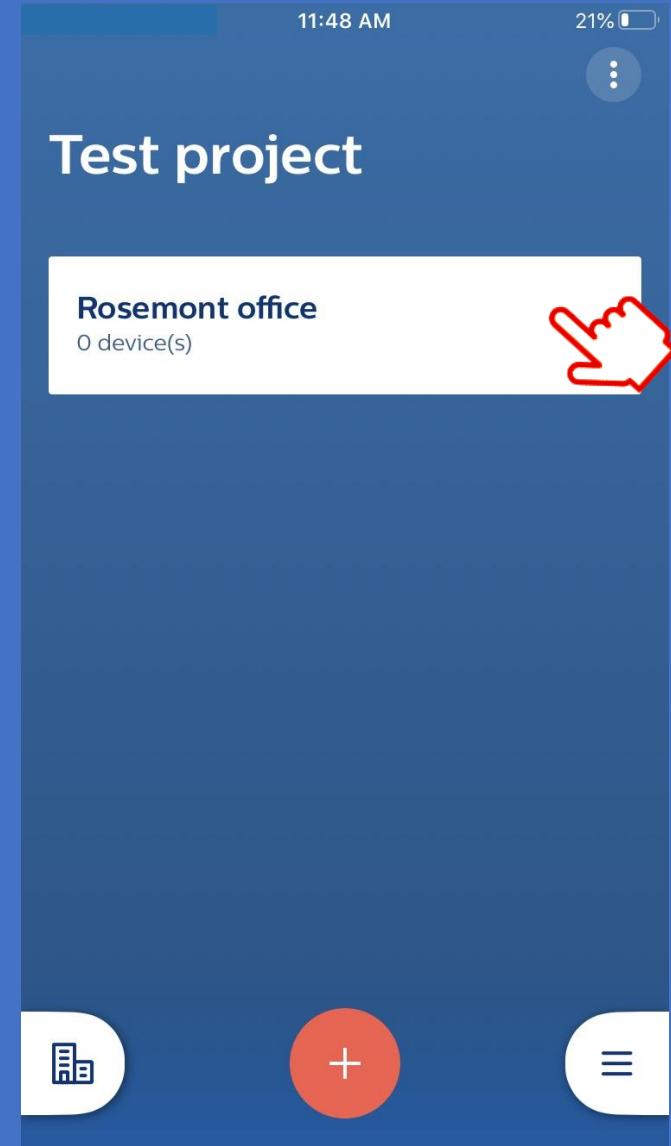 11:48 AM
21%
Test project
Rosemont office
0 device(s)